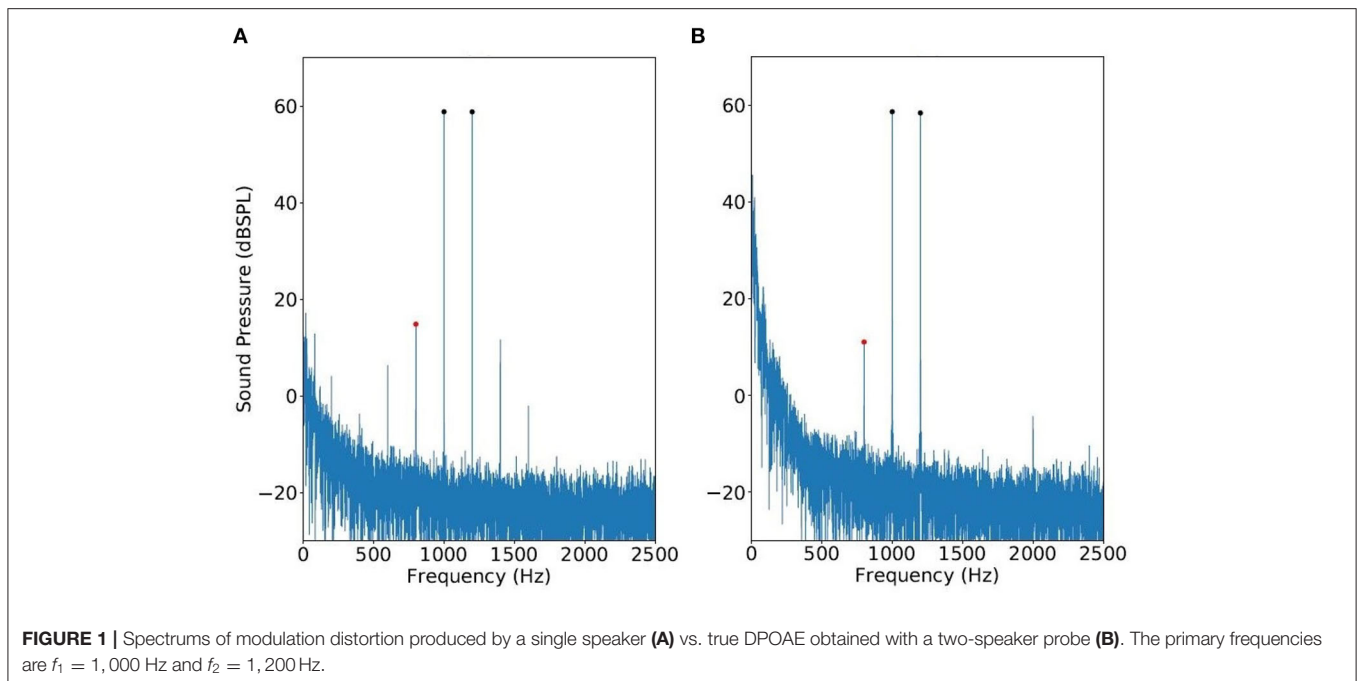 A
B
60
40
20
0
−20
Sound Pressure (dBSPL)
0 500 1000 1500 2000 2500
Frequency (Hz)
60
40
20
0
−20
0 500 1000 1500 2000 2500
Frequency (Hz)
FIGURE 1 | Spectrums of modulation distortion produced by a single speaker (A) vs. true DPOAE obtained with a two-speaker probe (B). The primary frequencies
are f₁ = 1, 000 Hz and f₂ = 1, 200 Hz.